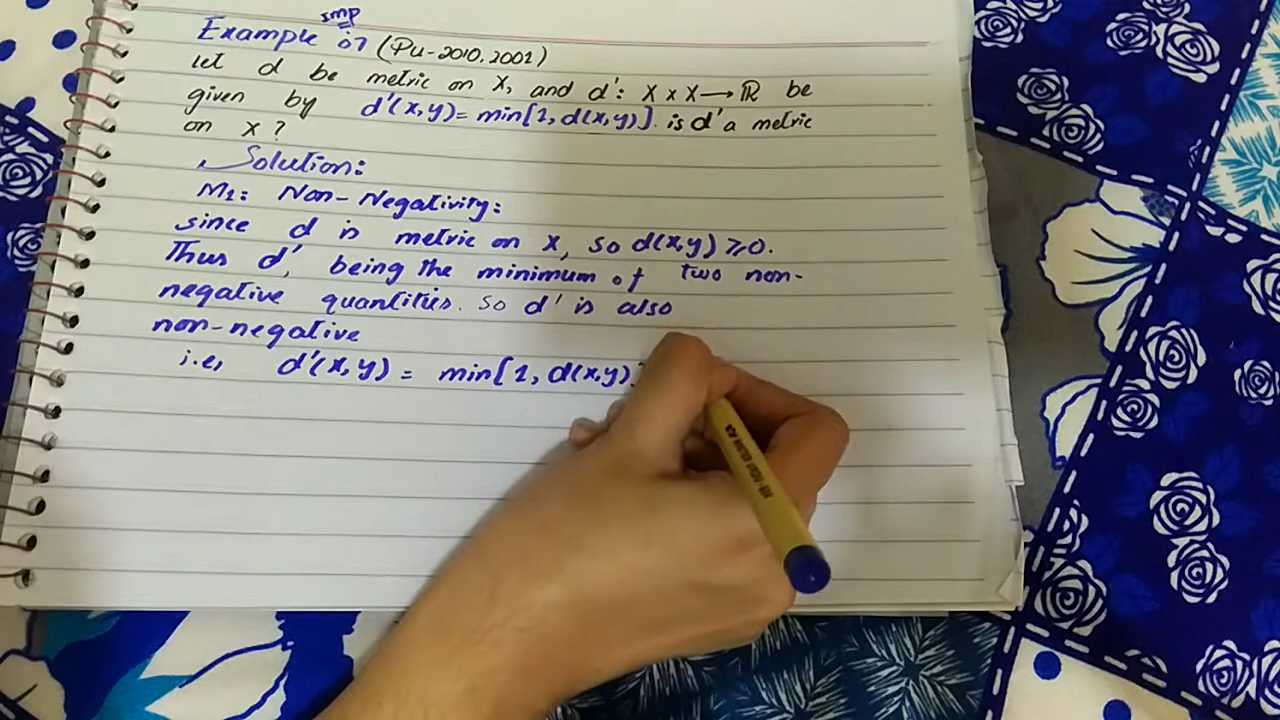 Imp
Example 07 (PU-2010, 2001)
Let d be metric on X, and d': X x X → ℝ be
given by d'(x,y) = min[1, d(x,y)]. is d' a metric
on X ?
Solution:
M1: Non-Negativity:
since d is metric on X, so d(x,y) ≥ 0.
Thus d', being the minimum of two non-
negative quantities. So d' is also
non-negative
i.e, d'(x,y) = min[1, d(x,y)]